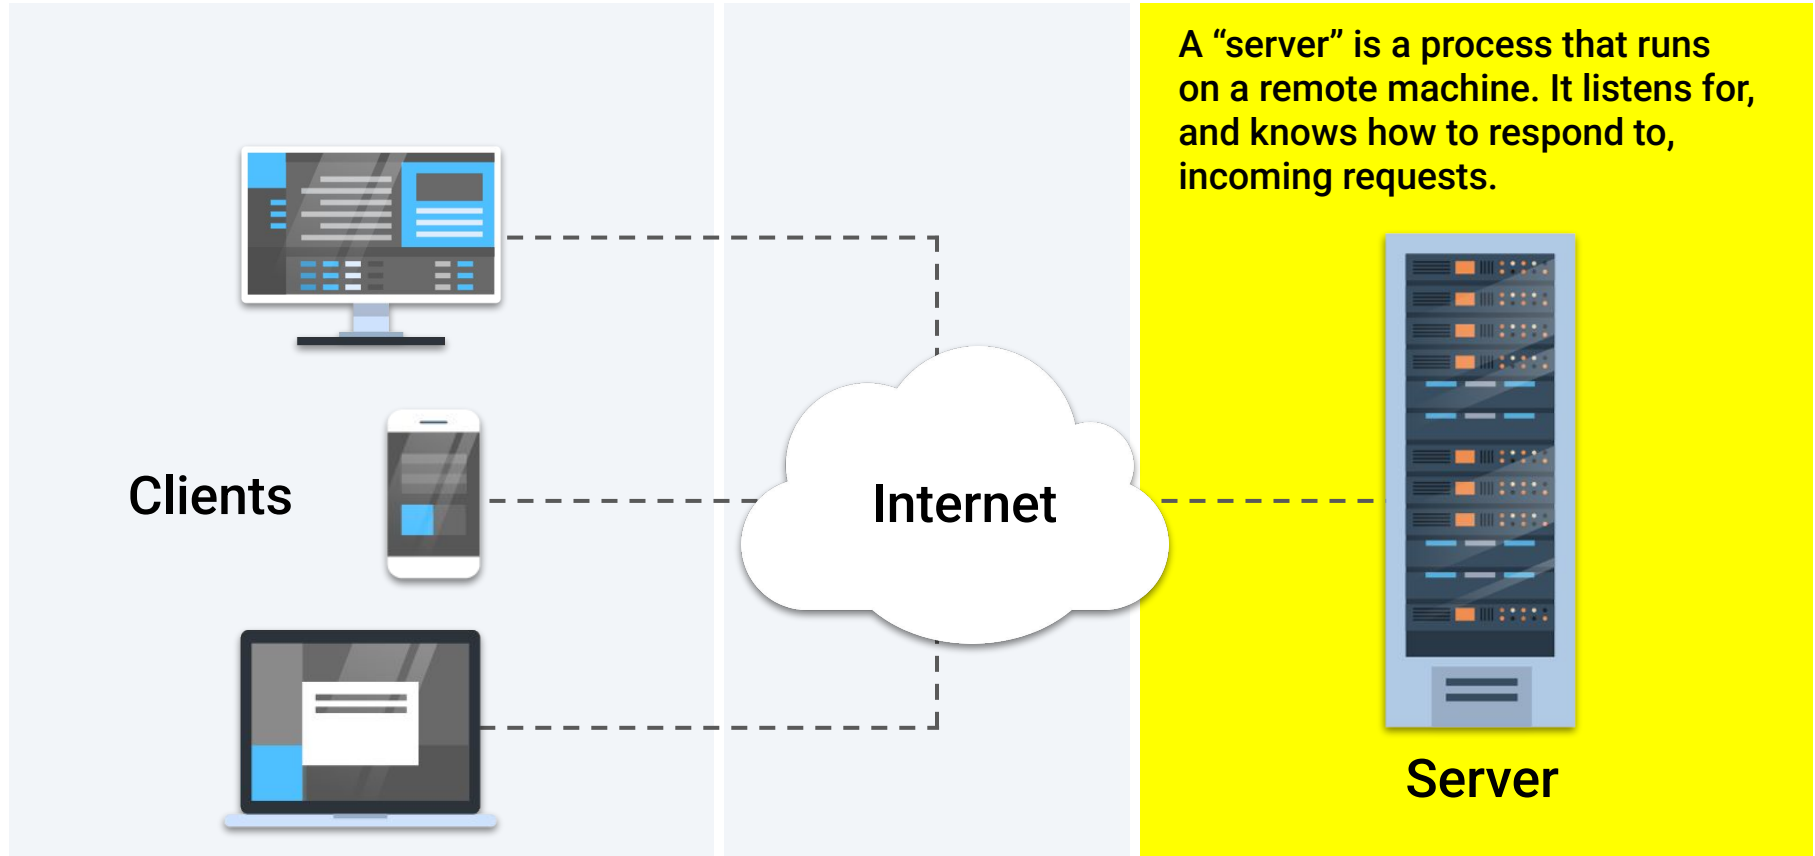 A “server” is a process that runs
on a remote machine. It listens for,
and knows how to respond to,
incoming requests.
Clients
Internet
Server